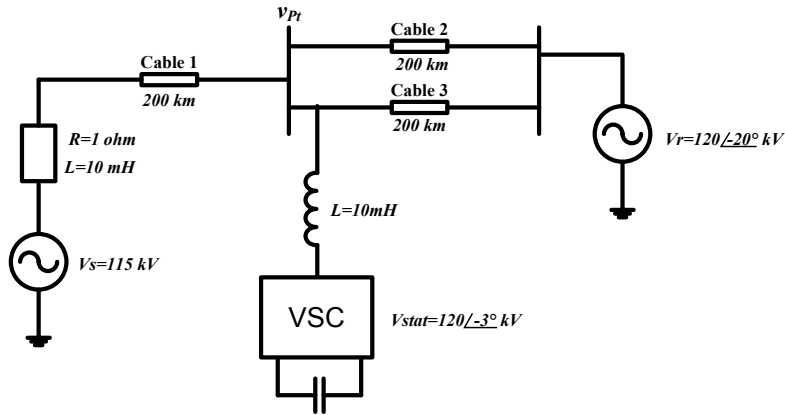 vPt
Cable 1
200 km
Cable 2
200 km
Cable 3
200 km
R=1 ohm
L=10 mH
Vs=115 kV
L=10mH
VSC
Vstat=120/-3° kV
Vr=120/-20° kV